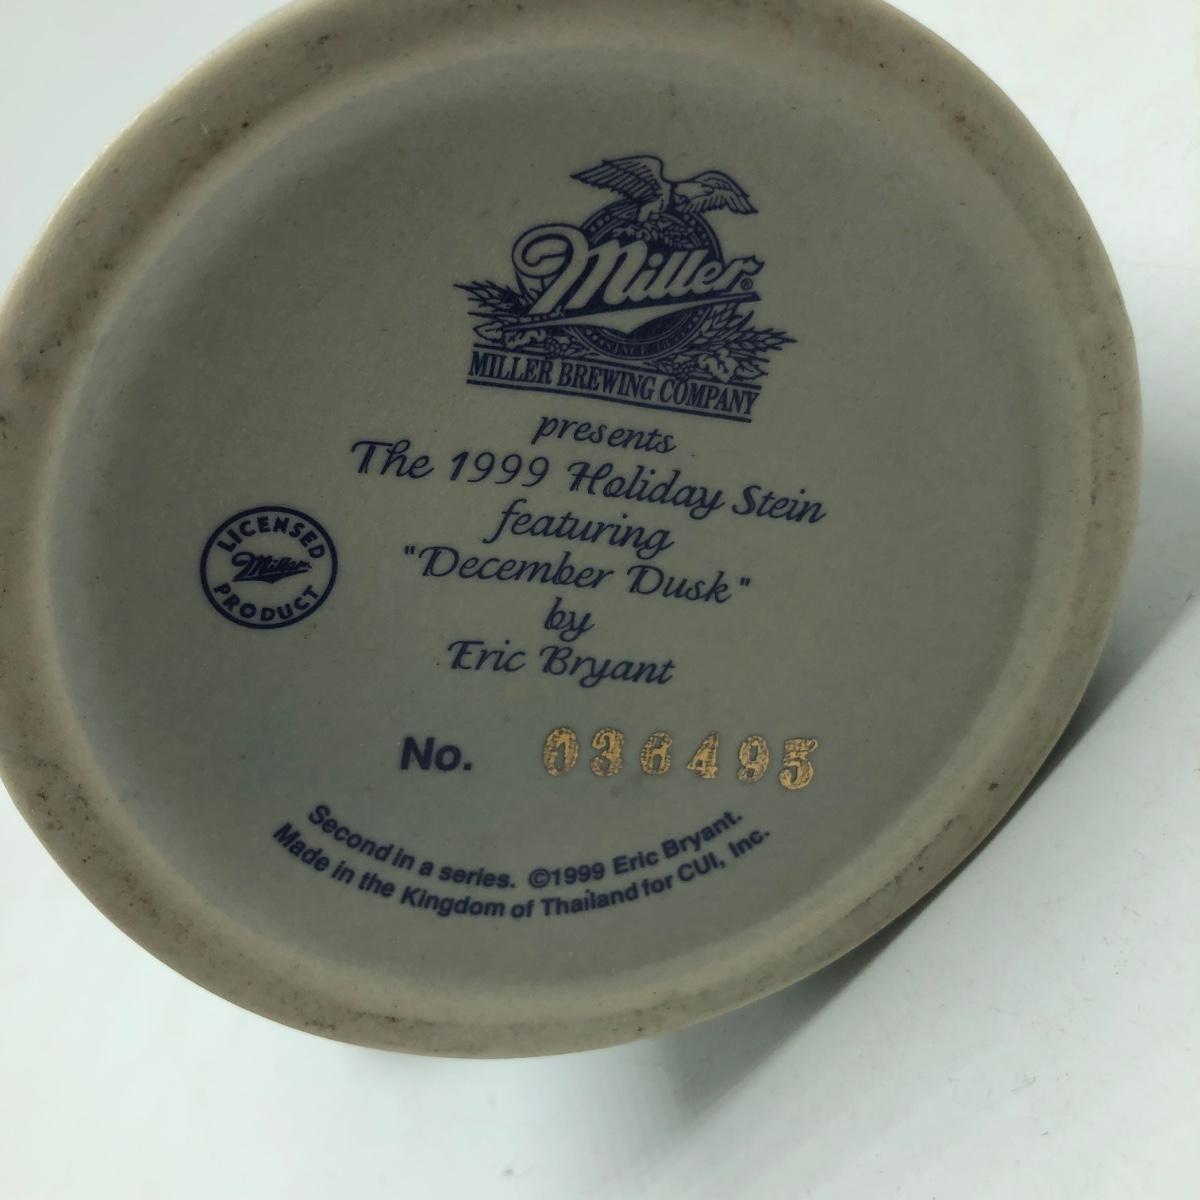 Miller®
MILLER BREWING COMPANY
presents
The 1999 Holiday Stein
featuring
"December Dusk"
by
Eric Bryant
LICENSED
Miller
PRODUCT
No. 036495
Second in a series. ©1999 Eric Bryant.
Made in the Kingdom of Thailand for CUI, Inc.